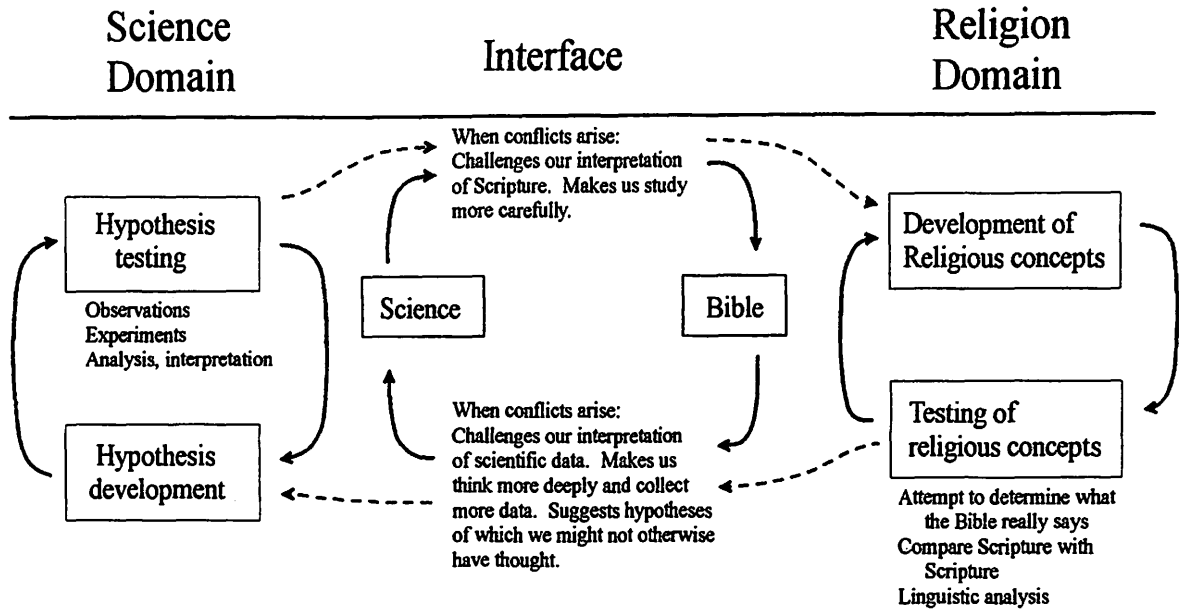 Science
Domain
Interface
Religion
Domain
Hypothesis
testing
Observations
Experiments
Analysis, interpretation
Hypothesis
development
When conflicts arise:
Challenges our interpretation
of Scripture. Makes us study
more carefully.
Science
Bible
When conflicts arise:
Challenges our interpretation
of scientific data. Makes us
think more deeply and collect
more data. Suggests hypotheses
of which we might not otherwise
have thought.
Development of
Religious concepts
Testing of
religious concepts
Attempt to determine what
the Bible really says
Compare Scripture with
Scripture
Linguistic analysis